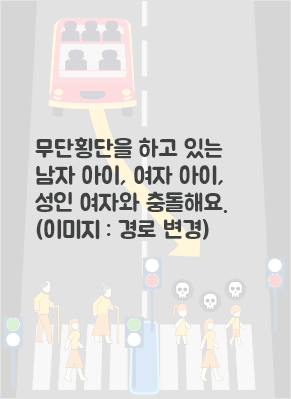 무단횡단을 하고 있는
남자 아이, 여자 아이,
성인 여자와 충돌해요.
(이미지 : 경로 변경)